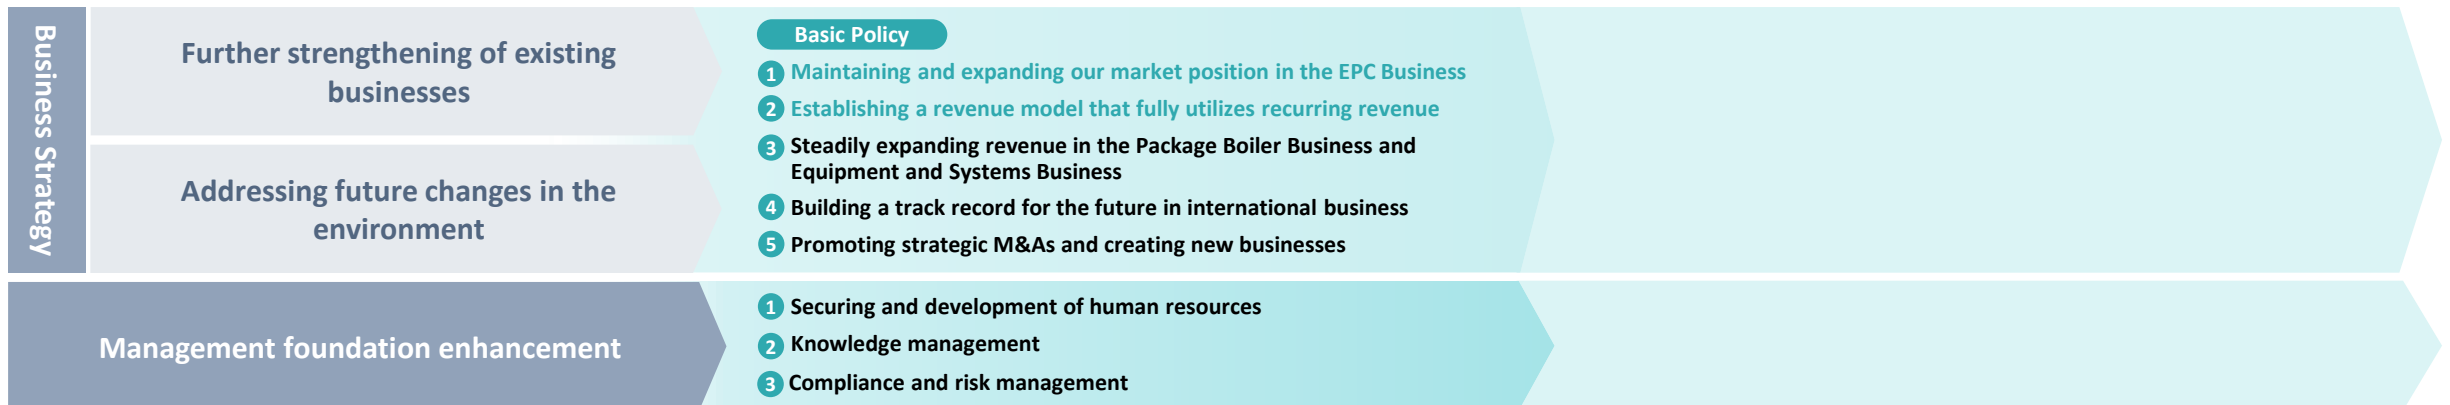 Business Strategy
Further strengthening of existing
businesses
Addressing future changes in the
environment
Basic Policy
1 Maintaining and expanding our market position in the EPC Business
2 Establishing a revenue model that fully utilizes recurring revenue
3 Steadily expanding revenue in the Package Boiler Business and
Equipment and Systems Business
4 Building a track record for the future in international business
5 Promoting strategic M&As and creating new businesses
Management foundation enhancement
1 Securing and development of human resources
2 Knowledge management
3 Compliance and risk management